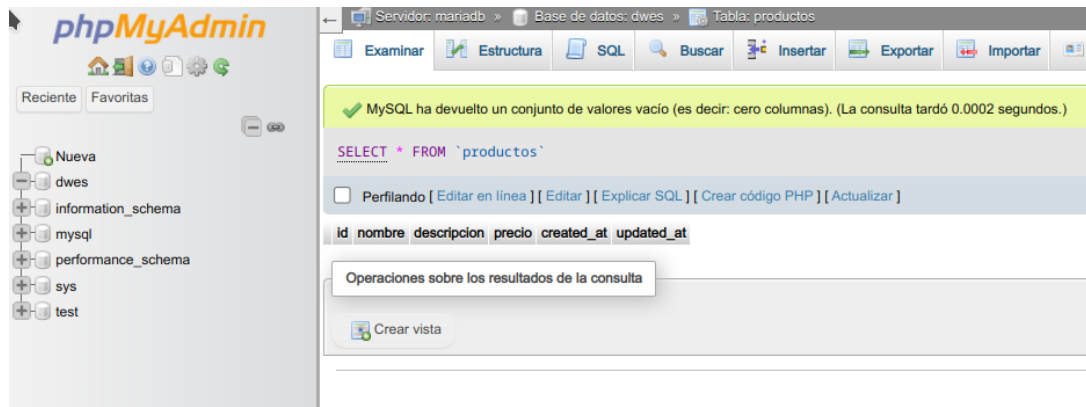 phpMyAdmin
Reciente Favoritas
Nueva
dwes
information_schema
mysql
performance_schema
sys
test
Servidor: mariadb » Base de datos: dwes » Tabla: productos
Examinar Estructura SQL Buscar Insertar Exportar Importar
MySQL ha devuelto un conjunto de valores vacío (es decir: cero columnas). (La consulta tardó 0.0002 segundos.)
SELECT * FROM `productos`
Perfilando [ Editar en línea ] [ Editar ] [ Explicar SQL ] [ Crear código PHP ] [ Actualizar ]
id nombre descripcion precio created_at updated_at
Operaciones sobre los resultados de la consulta
Crear vista